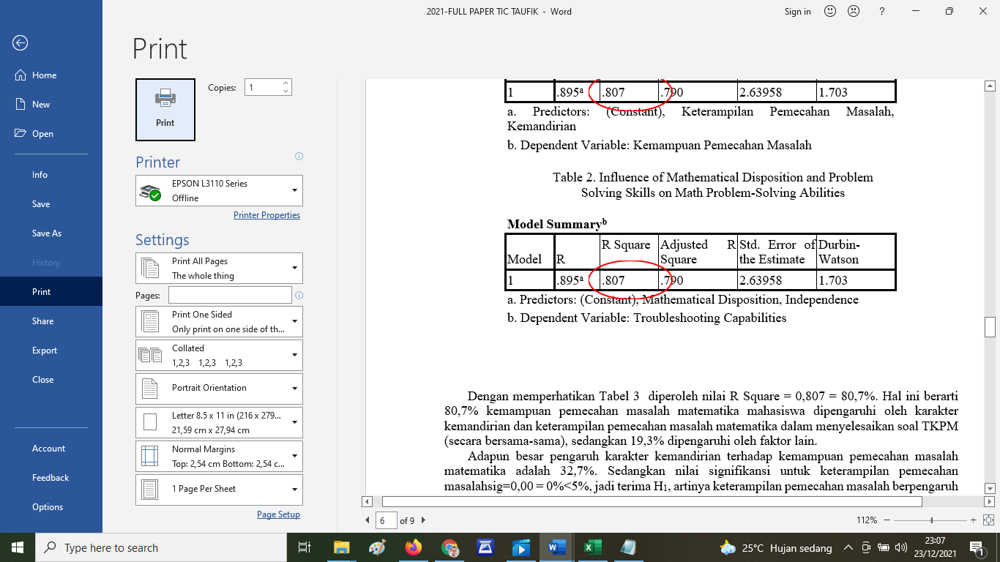 2021-FULL PAPER TIC TAUFIK - Word
Sign in
?
Home
New
Open
Info
Save
Save As
History
Print
Share
Export
Close
Account
Feedback
Options
Print
Print
Copies: 1
Printer
EPSON L3110 Series
Offline
Printer Properties
Settings
Print All Pages
The whole thing
Pages:
Print One Sided
Only print on one side of th...
Collated
1,2,3 1,2,3 1,2,3
Portrait Orientation
Letter 8.5 x 11 in (216 x 279...
21,59 cm x 27,94 cm
Normal Margins
Top: 2,54 cm Bottom: 2,54 c...
1 Page Per Sheet
Page Setup
1 .895a .807 .790 2.63958 1.703
a. Predictors: (Constant), Keterampilan Pemecahan Masalah,
Kemandirian
b. Dependent Variable: Kemampuan Pemecahan Masalah
Table 2. Influence of Mathematical Disposition and Problem
Solving Skills on Math Problem-Solving Abilities
Model Summaryb
Model R R Square Adjusted R Square Std. Error of the Estimate Durbin-Watson
1 .895a .807 .790 2.63958 1.703
a. Predictors: (Constant), Mathematical Disposition, Independence
b. Dependent Variable: Troubleshooting Capabilities
Dengan memperhatikan Tabel 3 diperoleh nilai R Square = 0,807 = 80,7%. Hal ini berarti
80,7% kemampuan pemecahan masalah matematika mahasiswa dipengaruhi oleh karakter
kemandirian dan keterampilan pemecahan masalah matematika dalam menyelesaikan soal TKPM
(secara bersama-sama), sedangkan 19,3% dipengaruhi oleh faktor lain.
Adapun besar pengaruh karakter kemandirian terhadap kemampuan pemecahan masalah
matematika adalah 32,7%. Sedangkan nilai signifikansi untuk keterampilan pemecahan
masalahsig=0,00 = 0%<5%, jadi terima H1, artinya keterampilan pemecahan masalah berpengaruh
6 of 9
112%
Type here to search
25°C Hujan sedang
23:07
23/12/2021
1